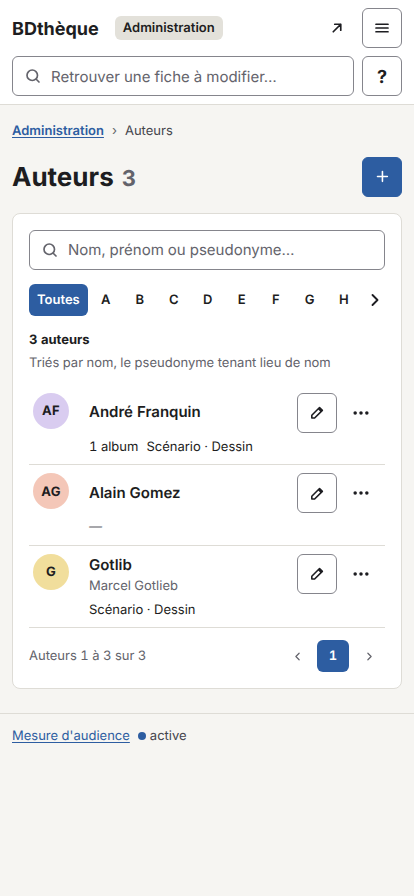 BDthèque Administration
Retrouver une fiche à modifier... ?
Administration › Auteurs
Auteurs 3
+
Nom, prénom ou pseudonyme...
Toutes A B C D E F G H
3 auteurs
Triés par nom, le pseudonyme tenant lieu de nom
AF André Franquin
1 album Scénario · Dessin
AG Alain Gomez
—
G Gotlib
Marcel Gotlieb
Scénario · Dessin
Auteurs 1 à 3 sur 3 ‹ 1 ›
Mesure d'audience active